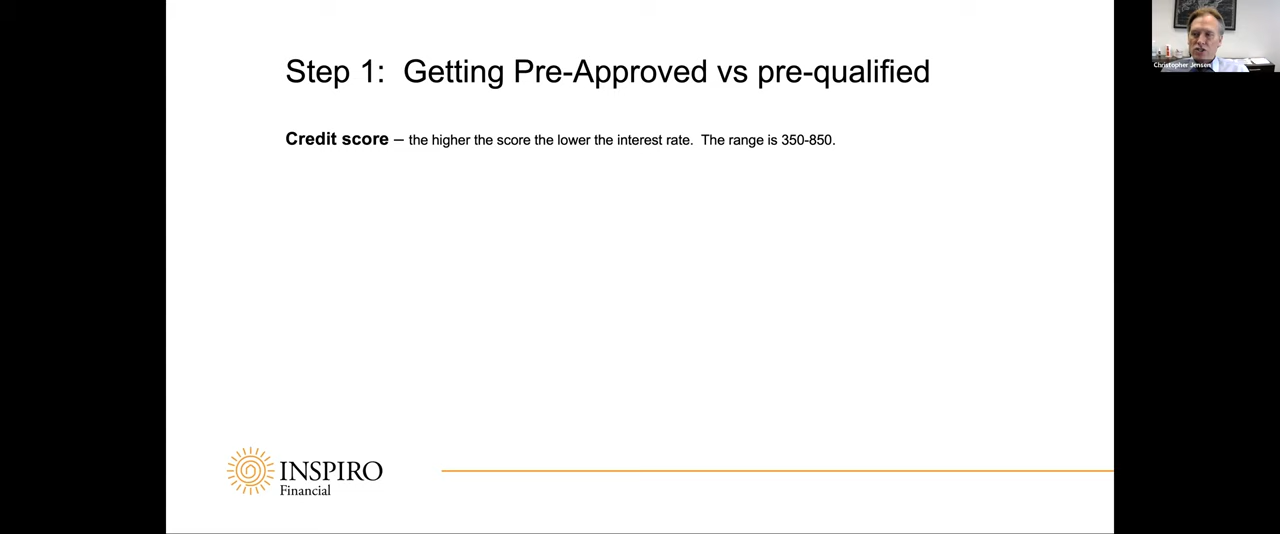 Step 1:  Getting Pre-Approved vs pre-qualified
Christopher Jensen
Credit score – the higher the score the lower the interest rate.  The range is 350-850.
INSPIRO
Financial